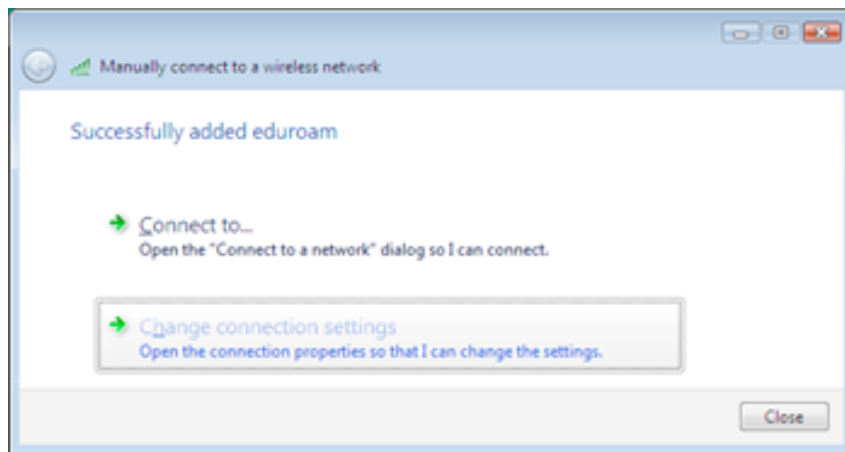 Manually connect to a wireless network
Successfully added eduroam
Connect to...
Open the "Connect to a network" dialog so I can connect.
Change connection settings
Open the connection properties so that I can change the settings.
Close